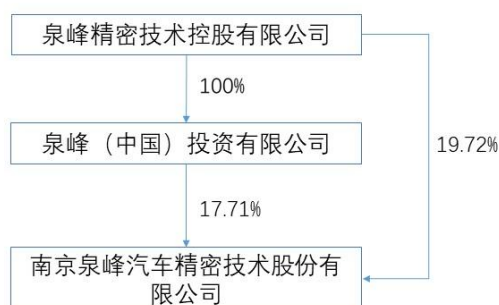 泉峰精密技术控股有限公司
100%
泉峰（中国）投资有限公司
19.72%
17.71%
南京泉峰汽车精密技术股份有
限公司